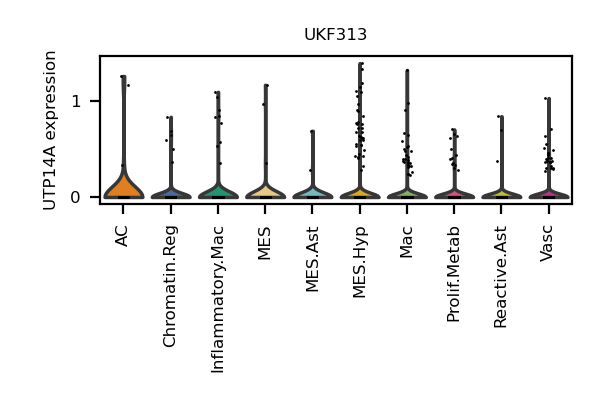 UKF313
UTP14A expression
1
0
AC
Chromatin.Reg
Inflammatory.Mac
MES
MES.Ast
MES.Hyp
Mac
Prolif.Metab
Reactive.Ast
Vasc